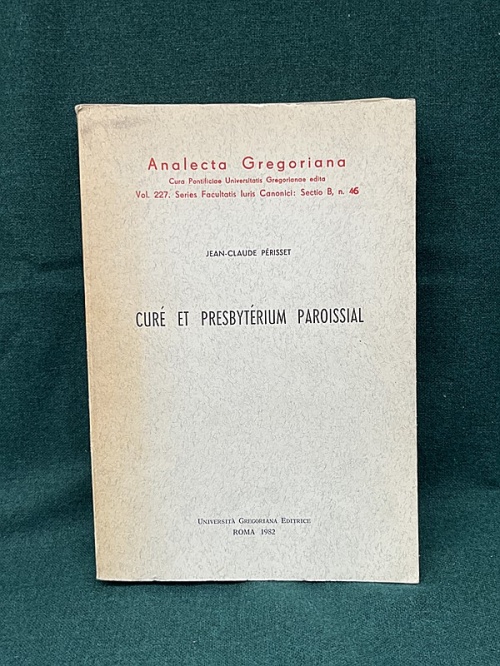 Analecta Gregoriana
Cura Pontificiae Universitatis Gregorianae edita
Vol. 227. Series Facultatis Iuris Canonici: Sectio B, n. 46
JEAN-CLAUDE PÉRISSET
CURÉ ET PRESBYTÉRIUM PAROISSIAL
UNIVERSITÀ GREGORIANA EDITRICE
ROMA 1982